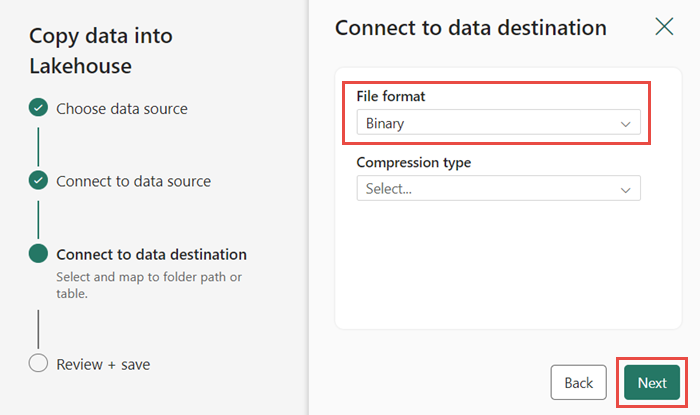 Copy data into
Lakehouse
Choose data source
Connect to data source
Connect to data destination
Select and map to folder path or
table.
Review + save
Connect to data destination
File format
Binary
Compression type
Select...
Back
Next